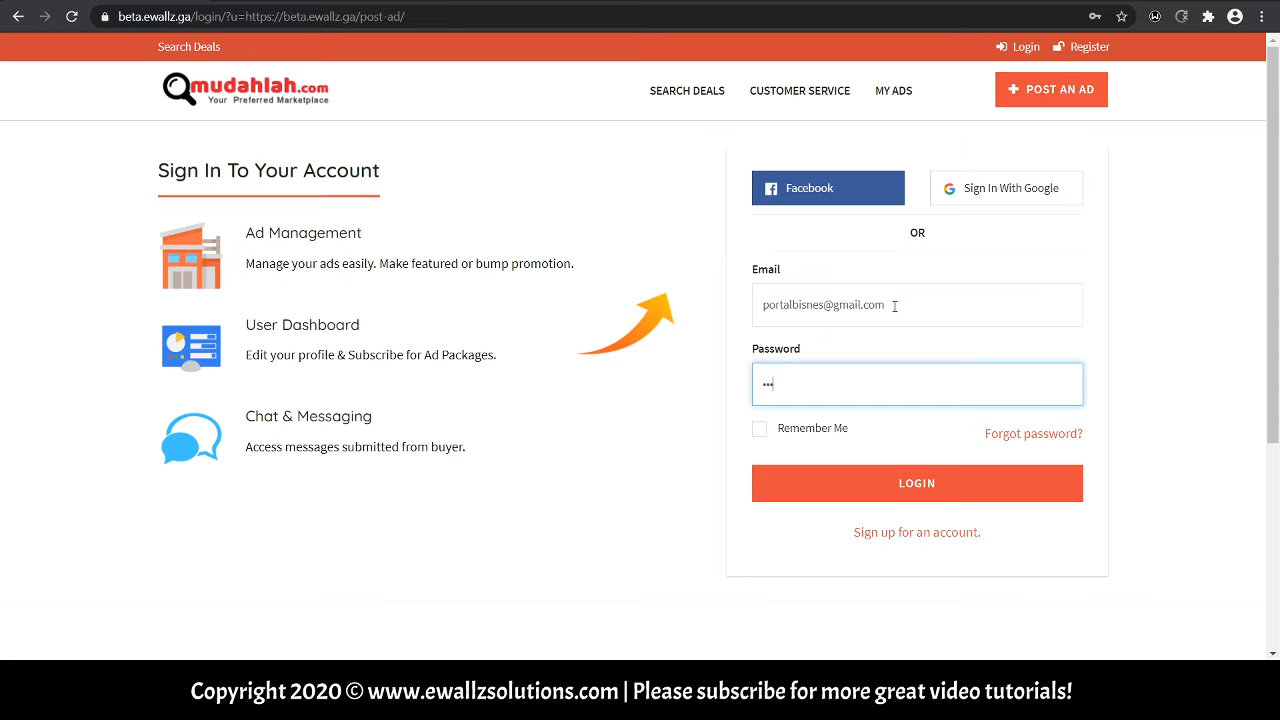 beta.ewallz.ga/login/?u=https://beta.ewallz.ga/post-ad/
Search Deals
Login
Register
mudahlah.com
Your Preferred Marketplace
SEARCH DEALS
CUSTOMER SERVICE
MY ADS
POST AN AD
Sign In To Your Account
Ad Management
Manage your ads easily. Make featured or bump promotion.
User Dashboard
Edit your profile & Subscribe for Ad Packages.
Chat & Messaging
Access messages submitted from buyer.
Facebook
Sign In With Google
OR
Email
portalbisnes@gmail.com
Password
•••
Remember Me
Forgot password?
LOGIN
Sign up for an account.
Copyright 2020 © www.ewallzsolutions.com | Please subscribe for more great video tutorials!